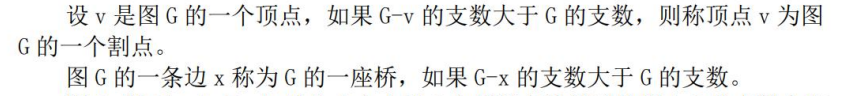 设 v 是图 G 的一个顶点，如果 G-v 的支数大于 G 的支数，则称顶点 v 为图
G 的一个割点。
图 G 的一条边 x 称为 G 的一座桥，如果 G-x 的支数大于 G 的支数。